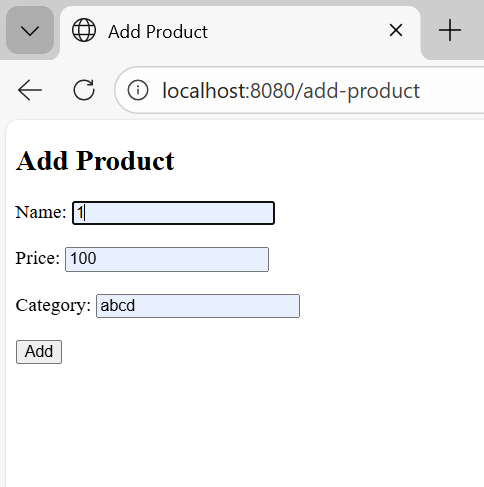 Add Product
localhost:8080/add-product
Add Product
Name: 1
Price: 100
Category: abcd
Add